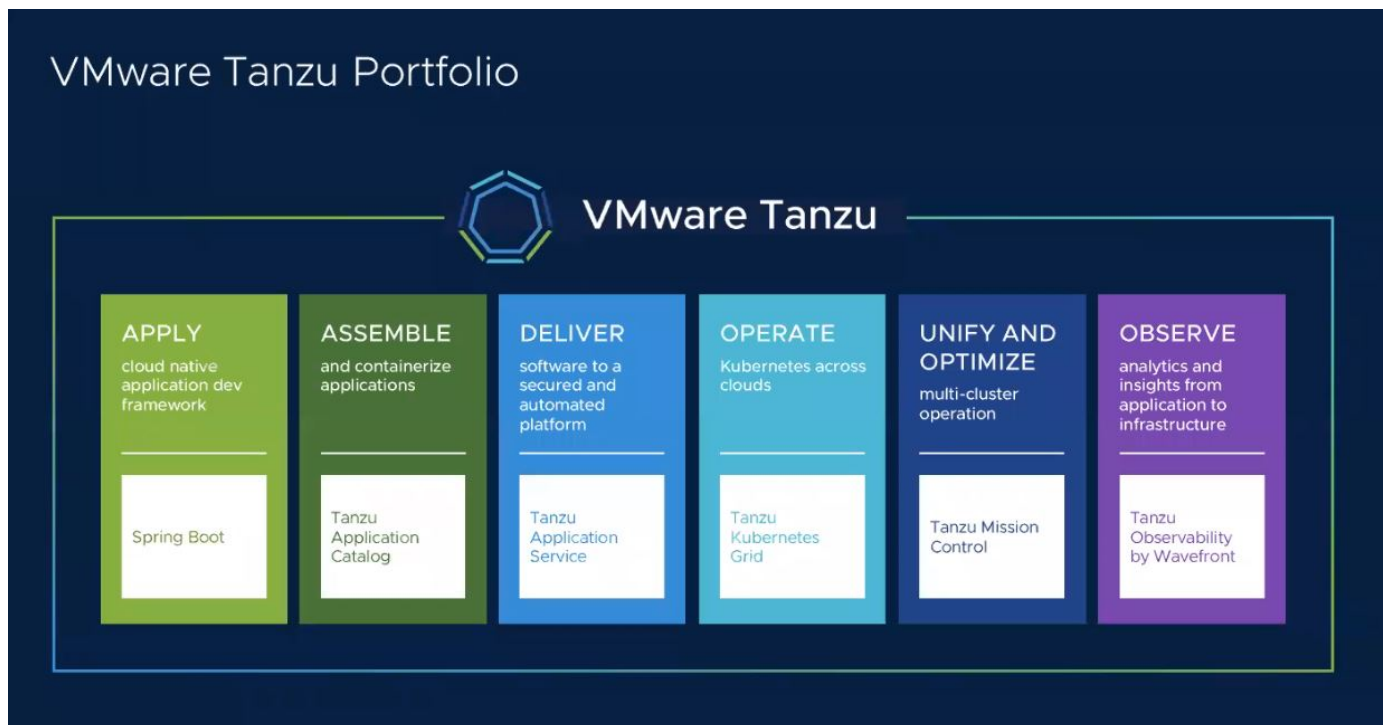 VMware Tanzu Portfolio
VMware Tanzu
APPLY
cloud native
application dev
framework
Spring Boot
ASSEMBLE
and containerize
applications
Tanzu
Application
Catalog
DELIVER
software to a
secured and
automated
platform
Tanzu
Application
Service
OPERATE
Kubernetes across
clouds
Tanzu
Kubernetes
Grid
UNIFY AND
OPTIMIZE
multi-cluster
operation
Tanzu Mission
Control
OBSERVE
analytics and
insights from
application to
infrastructure
Tanzu
Observability
by Wavefront